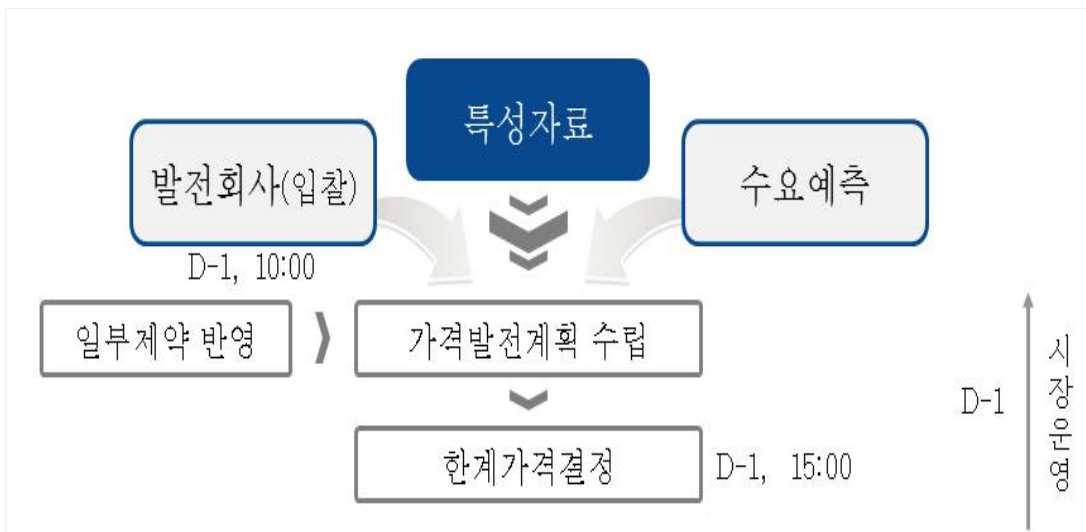 특성자료
발전회사(입찰)
수요예측
D-1, 10:00
일부제약 반영
가격발전계획 수립
한계가격결정
D-1, 15:00
D-1
시장운영